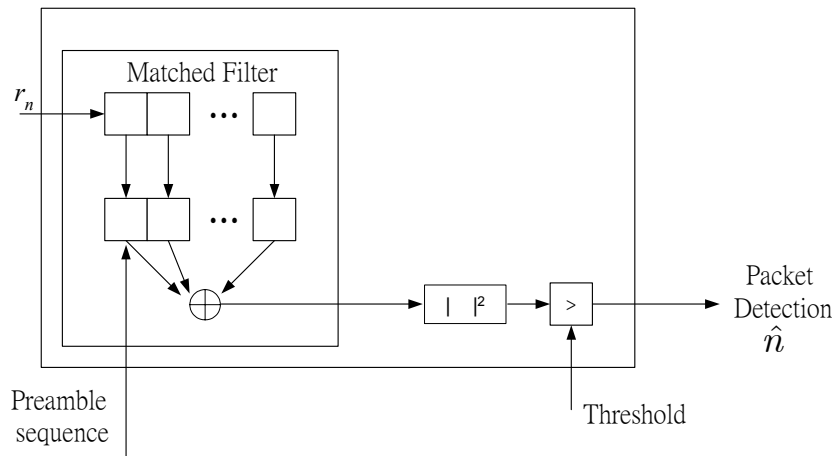 Matched Filter
r_n
...
...
| |²
>
Packet
Detection
n̂
Preamble
sequence
Threshold